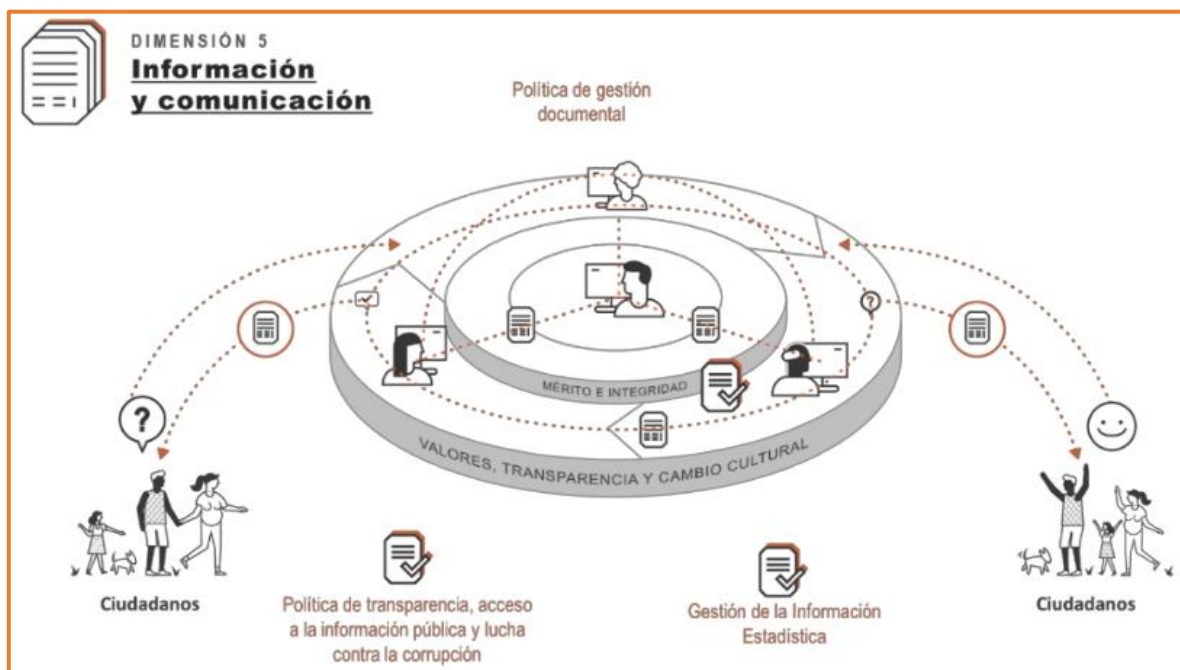 DIMENSIÓN 5
Información
y comunicación
Política de gestión
documental
?
MÉRITO E INTEGRIDAD
VALORES, TRANSPARENCIA Y CAMBIO CULTURAL
?
Ciudadanos
Política de transparencia, acceso
a la información pública y lucha
contra la corrupción
Gestión de la Información
Estadística
Ciudadanos